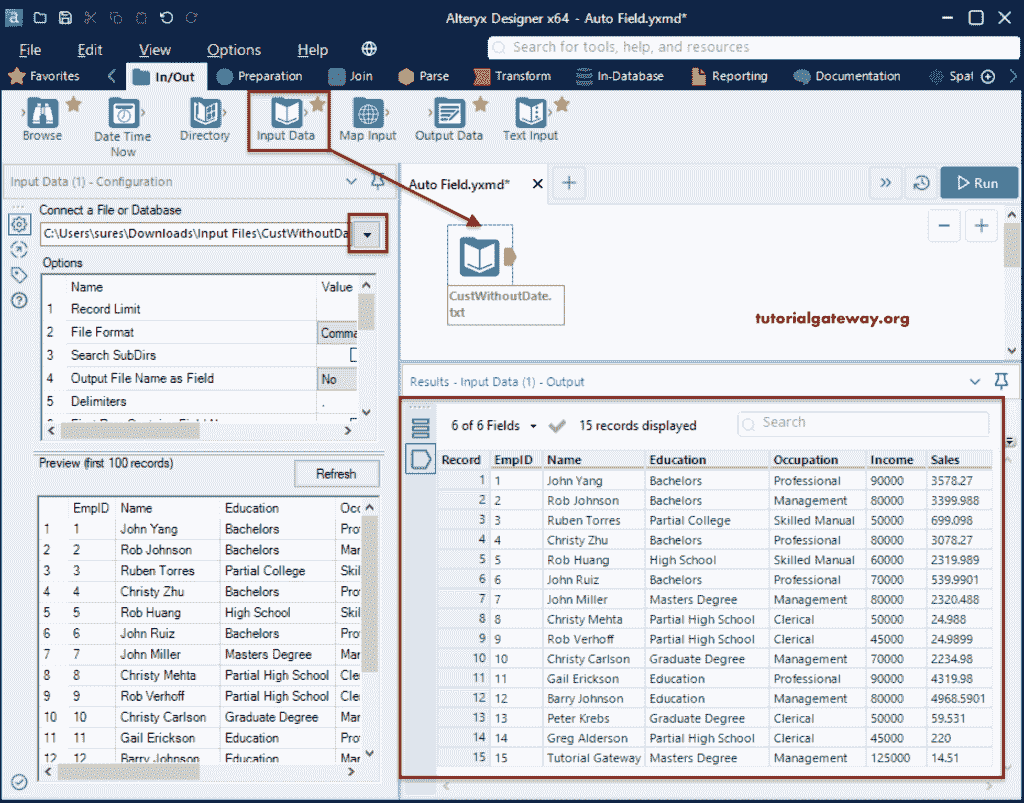 Alteryx Designer x64 - Auto Field.yxmd*
File Edit View Options Help
Search for tools, help, and resources
Favorites In/Out Preparation Join Parse Transform In-Database Reporting Documentation Spat
Browse Date Time Now Directory Input Data Map Input Output Data Text Input
Input Data (1) - Configuration
Connect a File or Database
C:\Users\sures\Downloads\Input Files\CustWithoutDa
Options
Name Value
1 Record Limit
2 File Format Comma
3 Search SubDirs
4 Output File Name as Field No
5 Delimiters ,
Preview (first 100 records)
Refresh
EmpID Name Education Occ
1 1 John Yang Bachelors Pro
2 2 Rob Johnson Bachelors Mar
3 3 Ruben Torres Partial College Skil
4 4 Christy Zhu Bachelors Pro
5 5 Rob Huang High School Skil
6 6 John Ruiz Bachelors Pro
7 7 John Miller Masters Degree Mar
8 8 Christy Mehta Partial High School Cle
9 9 Rob Verhoff Partial High School Cle
10 10 Christy Carlson Graduate Degree Mar
11 11 Gail Erickson Education Pro
12 12 Barry Johnson Education Mar
Auto Field.yxmd*
Run
CustWithoutDate.
txt
tutorialgateway.org
Results - Input Data (1) - Output
6 of 6 Fields 15 records displayed Search
Record EmpID Name Education Occupation Income Sales
1 1 John Yang Bachelors Professional 90000 3578.27
2 2 Rob Johnson Bachelors Management 80000 3399.988
3 3 Ruben Torres Partial College Skilled Manual 50000 699.098
4 4 Christy Zhu Bachelors Professional 80000 3078.27
5 5 Rob Huang High School Skilled Manual 60000 2319.989
6 6 John Ruiz Bachelors Professional 70000 539.9901
7 7 John Miller Masters Degree Management 80000 2320.488
8 8 Christy Mehta Partial High School Clerical 50000 24.988
9 9 Rob Verhoff Partial High School Clerical 45000 24.9899
10 10 Christy Carlson Graduate Degree Management 70000 2234.98
11 11 Gail Erickson Education Professional 90000 4319.98
12 12 Barry Johnson Education Management 80000 4968.5901
13 13 Peter Krebs Graduate Degree Clerical 50000 59.531
14 14 Greg Alderson Partial High School Clerical 45000 220
15 15 Tutorial Gateway Masters Degree Management 125000 14.51